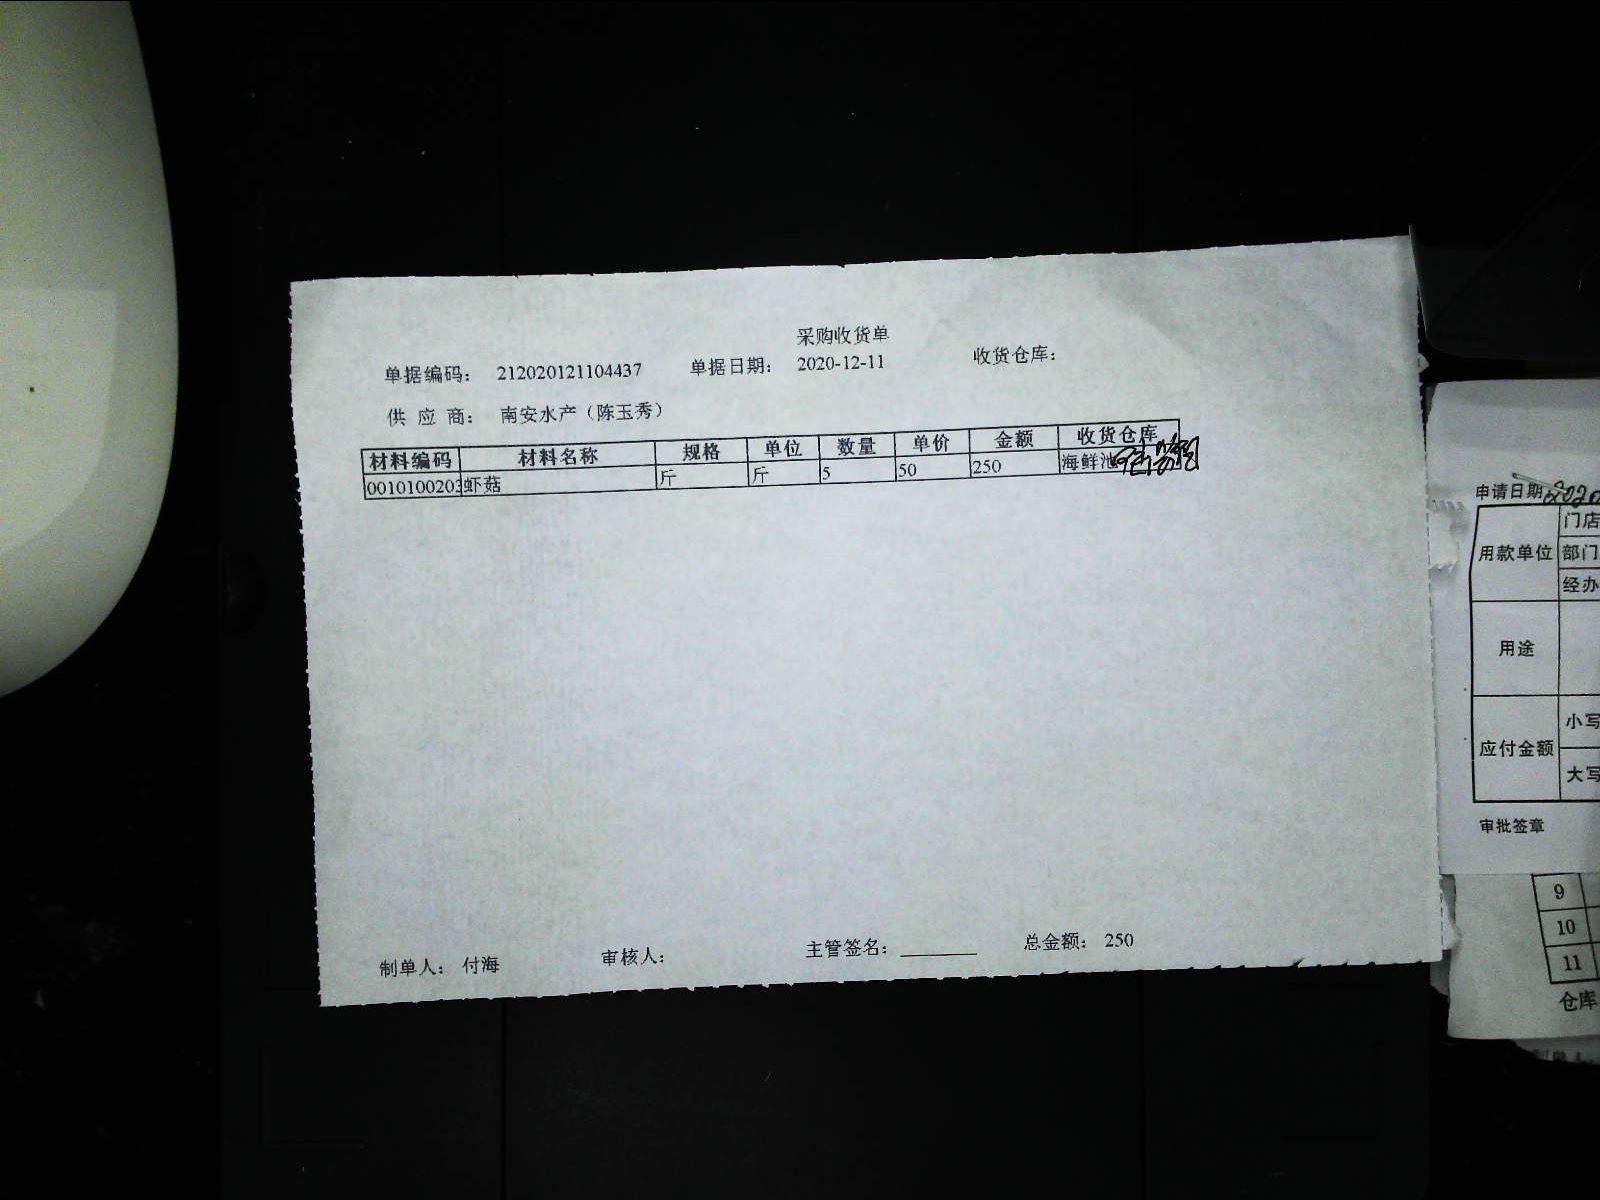 采购收货单
单据编码： 212020121104437 单据日期： 2020-12-11 收货仓库：
供 应 商： 南安水产（陈玉秀）
材料编码 材料名称 规格 单位 数量 单价 金额 收货仓库
0010100203 虾菇 斤 斤 5 50 250 海鲜池
制单人： 付海 审核人： 主管签名： 总金额： 250
申请日期 2020
用款单位
门店
部门
经办
用途
应付金额
小写
大写
审批签章
9
10
11
仓库